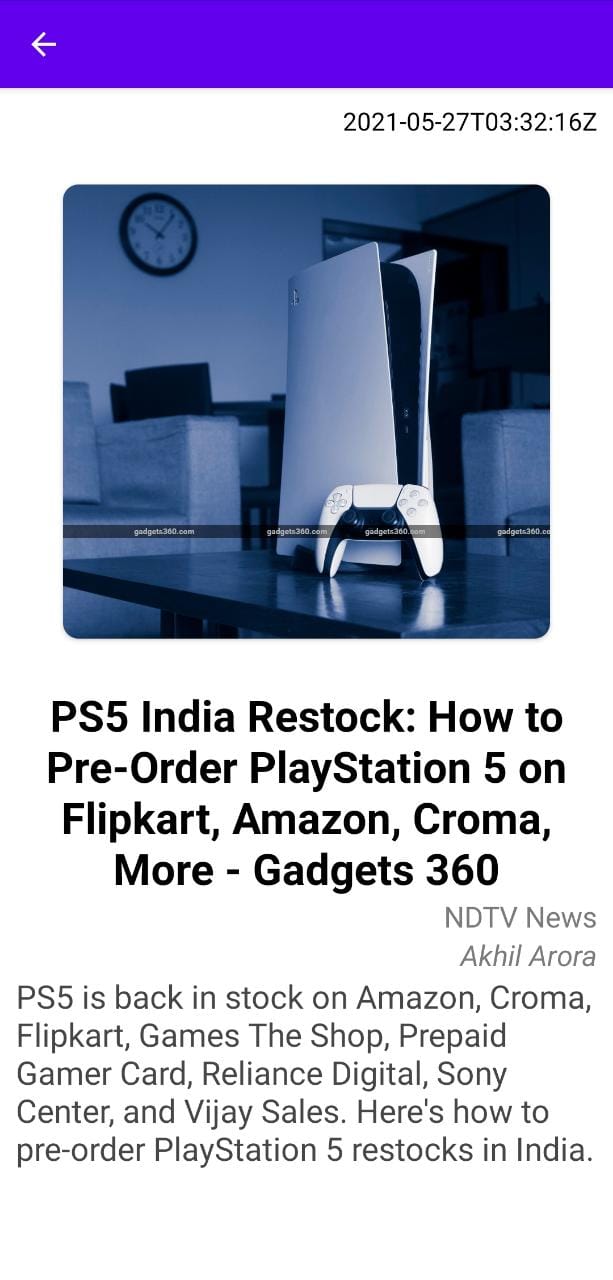 2021-05-27T03:32:16Z
gadgets360.com gadgets360.com gadgets360.com gadgets360.co
PS5 India Restock: How to
Pre-Order PlayStation 5 on
Flipkart, Amazon, Croma,
More - Gadgets 360
NDTV News
Akhil Arora
PS5 is back in stock on Amazon, Croma,
Flipkart, Games The Shop, Prepaid
Gamer Card, Reliance Digital, Sony
Center, and Vijay Sales. Here's how to
pre-order PlayStation 5 restocks in India.